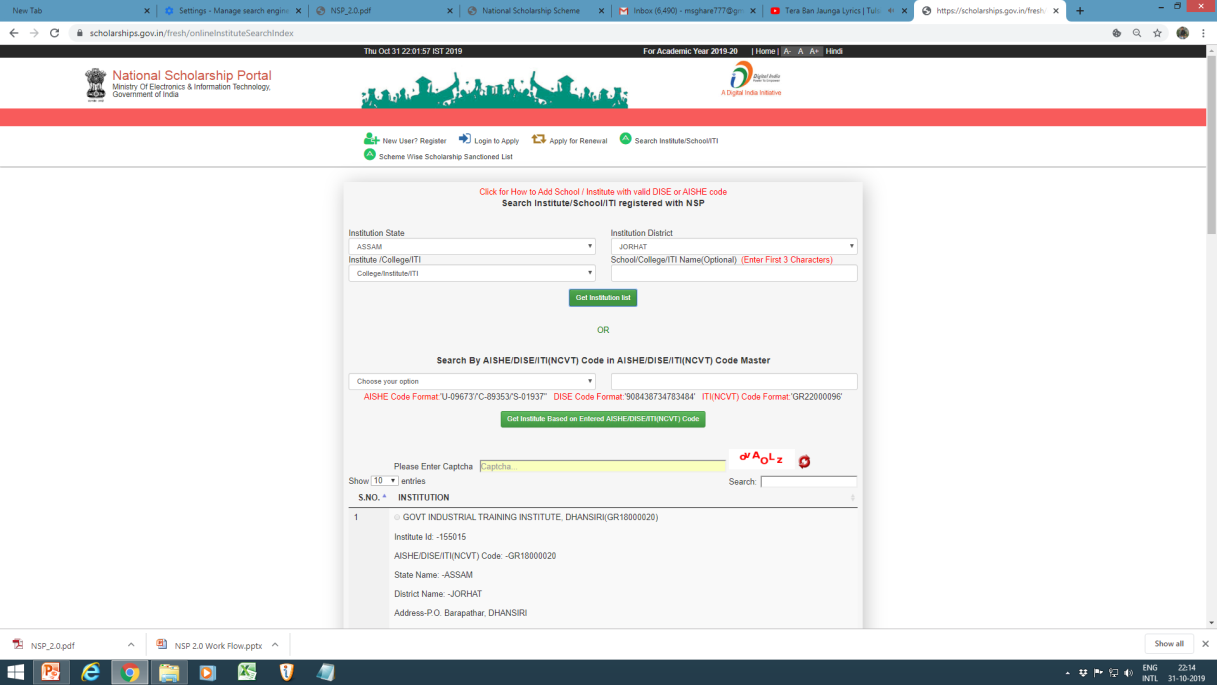 New Tab
Settings - Manage search engin
NSP_2.0.pdf
National Scholarship Scheme
Inbox (6,490) - msghare777@gm
Tera Ban Jaunga Lyrics | Tuls
https://scholarships.gov.in/fresh/
scholarships.gov.in/fresh/onlineInstituteSearchIndex
Thu Oct 31 22:01:57 IST 2019
For Academic Year 2019-20 | Home | A- A A+ Hindi
National Scholarship Portal
Ministry Of Electronics & Information Technology,
Government of India
Digital India
Power To Empower
A Digital India Initiative
New User? Register
Login to Apply
Apply for Renewal
Search Institute/School/ITI
Scheme Wise Scholarship Sanctioned List
Click for How to Add School / Institute with valid DISE or AISHE code
Search Institute/School/ITI registered with NSP
Institution State
Institution District
ASSAM
JORHAT
Institute /College/ITI
School/College/ITI Name(Optional) (Enter First 3 Characters)
College/Institute/ITI
Get Institution list
OR
Search By AISHE/DISE/ITI(NCVT) Code in AISHE/DISE/ITI(NCVT) Code Master
Choose your option
AISHE Code Format:'U-09673'/'C-89353/'S-01937" DISE Code Format:'908438734783484' ITI(NCVT) Code Format:'GR22000096'
Get Institute Based on Entered AISHE/DISE/ITI(NCVT) Code
Please Enter Captcha
Captcha...
Show 10 entries
Search:
S.NO.
INSTITUTION
1
GOVT INDUSTRIAL TRAINING INSTITUTE, DHANSIRI(GR18000020)
Institute Id: -155015
AISHE/DISE/ITI(NCVT) Code: -GR18000020
State Name: -ASSAM
District Name: -JORHAT
Address-P.O. Barapathar, DHANSIRI
NSP_2.0.pdf
NSP 2.0 Work Flow.pptx
Show all
ENG
INTL
22:14
31-10-2019